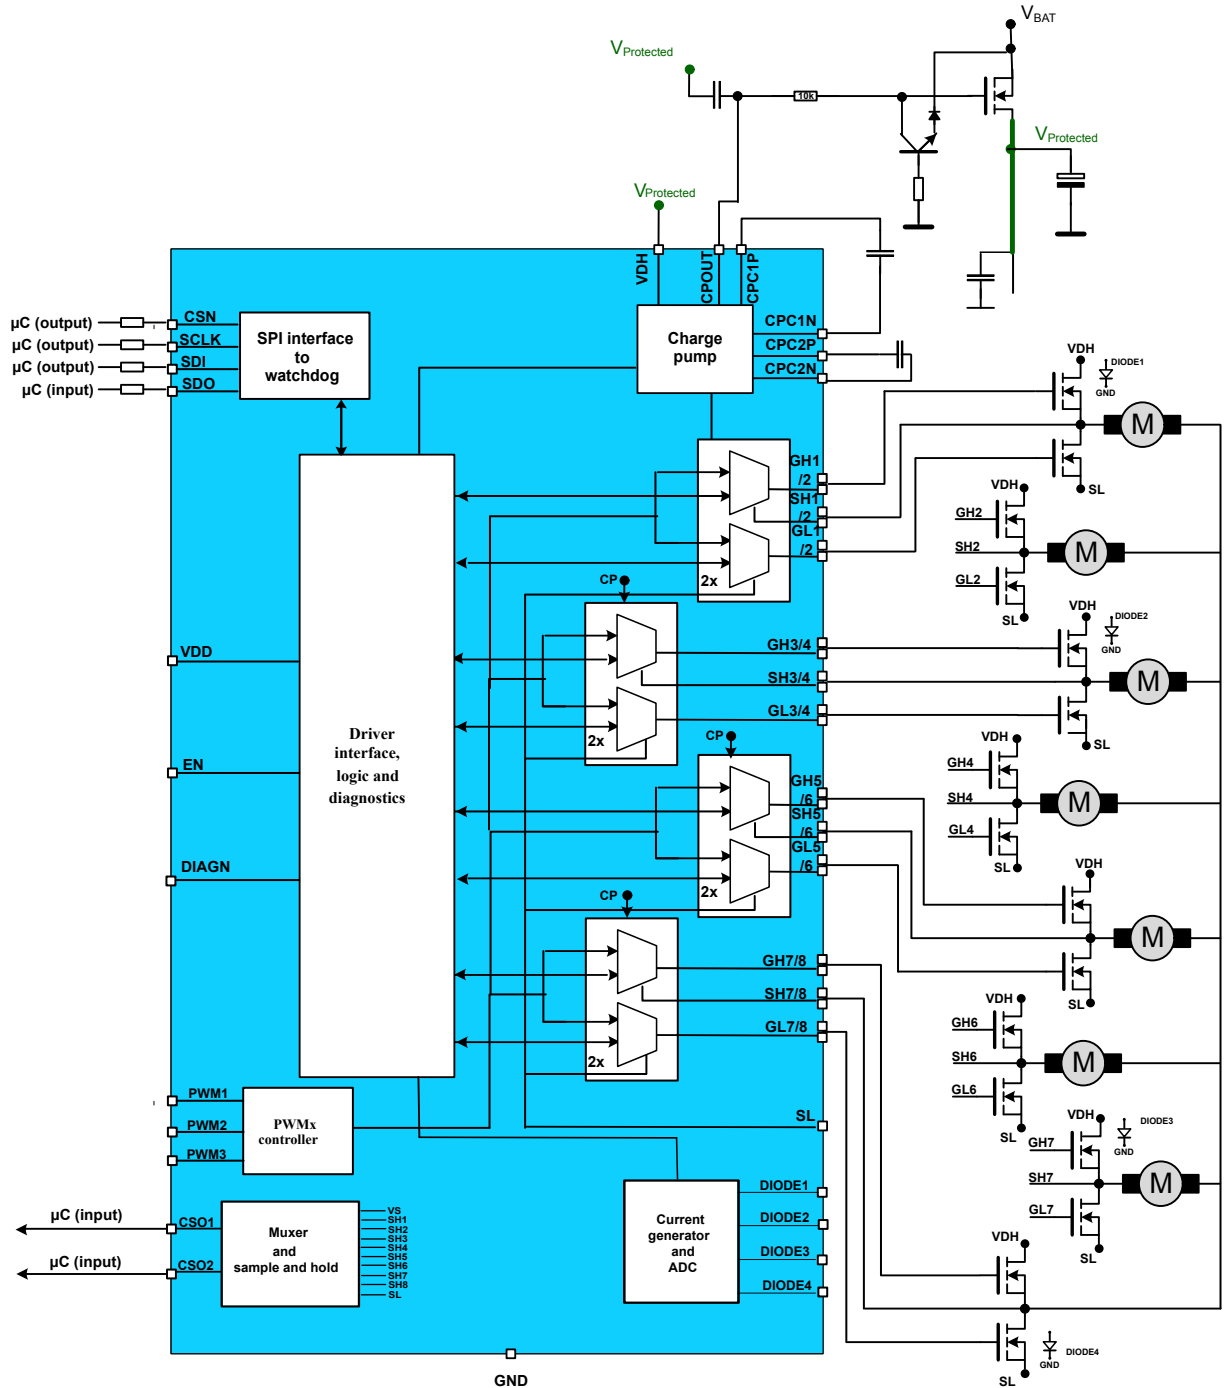 VBAT
VProtected
10k
VProtected
VProtected
VDH
CPOUT
CPC1P
µC (output)
CSN
µC (output)
SCLK
µC (output)
SDI
µC (input)
SDO
SPI interface
to
watchdog
Charge
pump
CPC1N
CPC2P
CPC2N
VDH
DIODE1
GND
M
SL
GH1
/2
SH1
/2
GL1
/2
2x
VDH
GH2
SH2
M
GL2
SL
CP
VDH
DIODE2
GND
VDD
GH3/4
SH3/4
M
GL3/4
2x
SL
Driver
interface,
logic and
diagnostics
EN
CP
VDH
GH4
SH4
M
GL4
SL
GH5
/6
SH5
/6
GL5
/6
2x
DIAGN
VDH
M
SL
CP
GH7/8
SH7/8
GL7/8
2x
VDH
GH6
SH6
M
GL6
SL
PWM1
PWM2
PWM3
PWMx
controller
SL
VDH
DIODE3
GND
GH7
SH7
M
GL7
SL
µC (input)
CSO1
µC (input)
CSO2
Muxer
and
sample and hold
VS
SH1
SH2
SH3
SH4
SH5
SH6
SH7
SH8
SL
Current
generator
and
ADC
DIODE1
DIODE2
DIODE3
DIODE4
VDH
GND
DIODE4
SL
GND